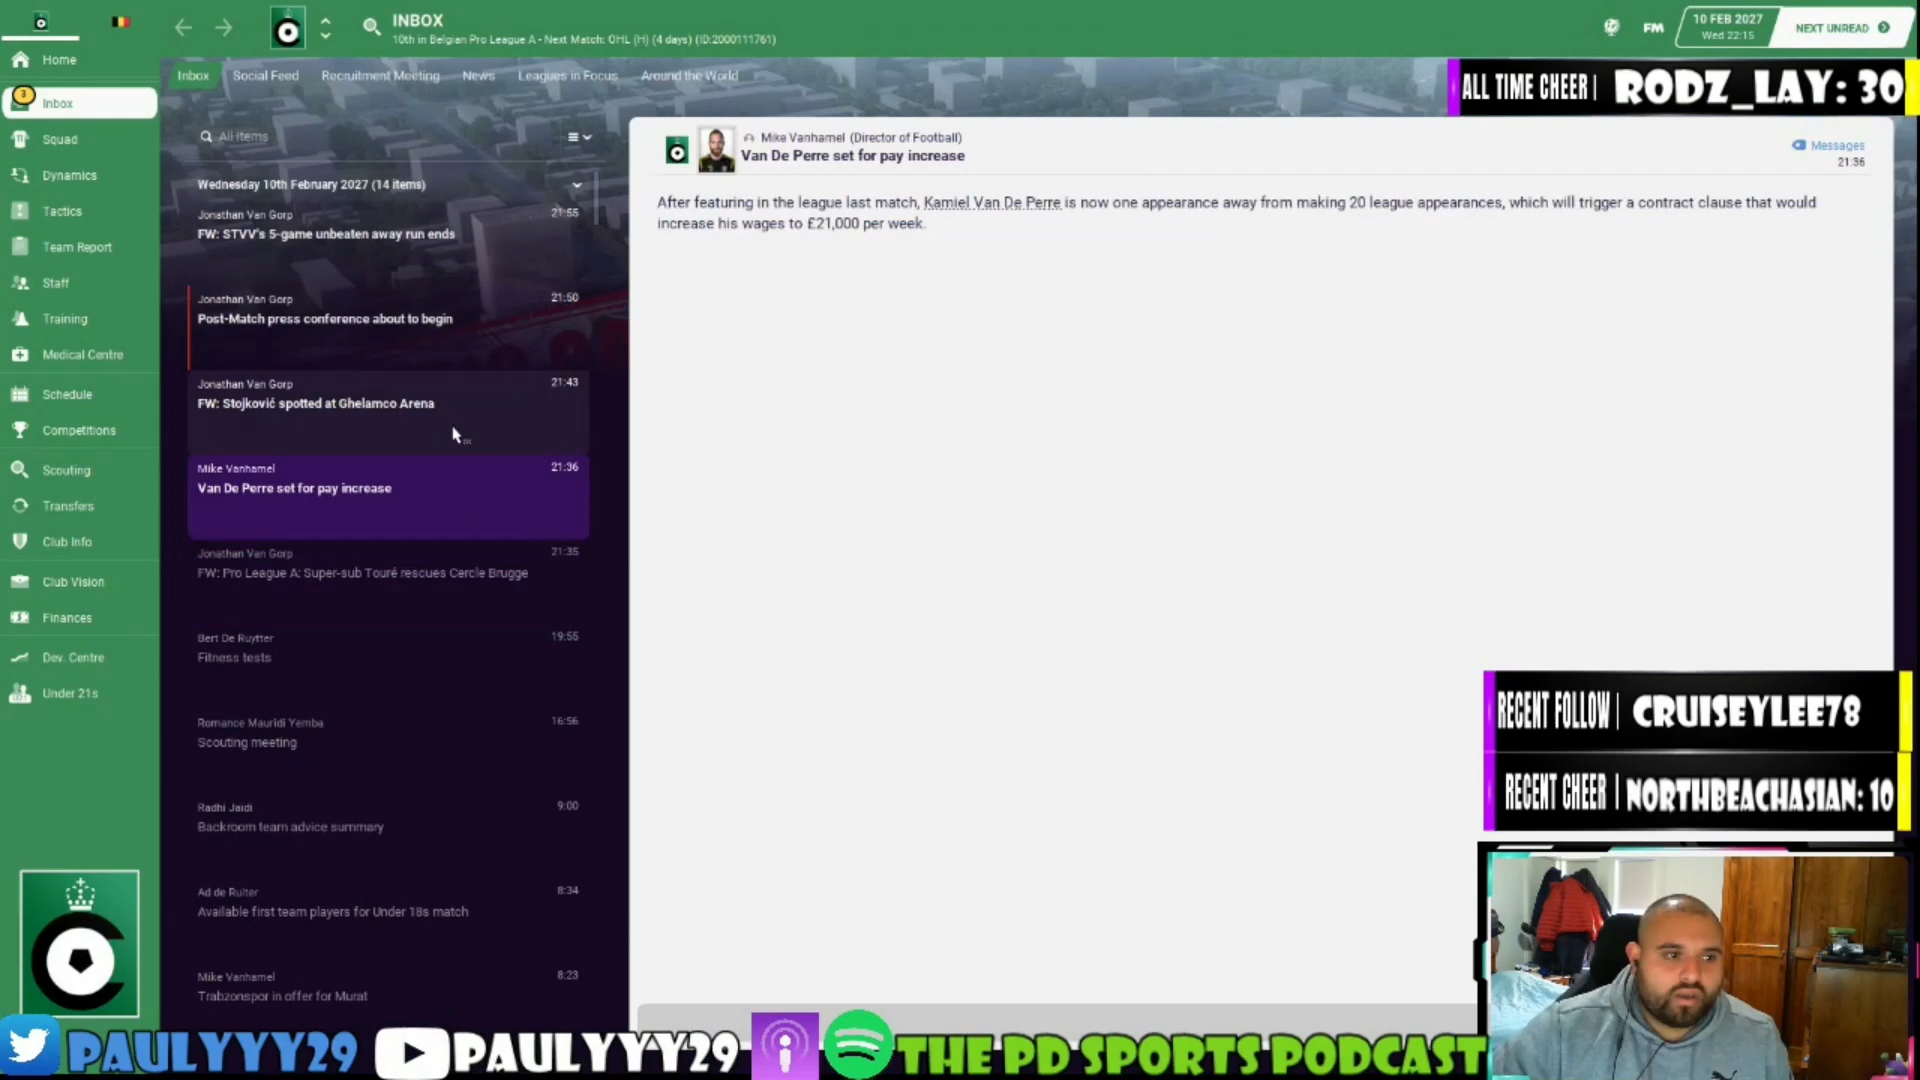 INBOX
10th in Belgian Pro League A - Next Match: OHL (H) (4 days) (ID:2000111761)
FM
10 FEB 2027
Wed 22:15
NEXT UNREAD
Home
3
Inbox
Squad
Dynamics
Tactics
Team Report
Staff
Training
Medical Centre
Schedule
Competitions
Scouting
Transfers
Club Info
Club Vision
Finances
Dev. Centre
Under 21s
Inbox
Social Feed
Recruitment Meeting
News
Leagues in Focus
Around the World
ALL TIME CHEER | RODZ_LAY: 30
All Items
Wednesday 10th February 2027 (14 items)
Jonathan Van Gorp 21:55
FW: STVV's 5-game unbeaten away run ends
Jonathan Van Gorp 21:50
Post-Match press conference about to begin
Jonathan Van Gorp 21:43
FW: Stojković spotted at Ghelamco Arena
Mike Vanhamel 21:36
Van De Perre set for pay increase
Jonathan Van Gorp 21:35
FW: Pro League A: Super-sub Touré rescues Cercle Brugge
Bert De Ruytter 19:55
Fitness tests
Romance Mauridi Yemba 16:56
Scouting meeting
Radhi Jaidi 9:00
Backroom team advice summary
Ad de Ruiter 8:34
Available first team players for Under 18s match
Mike Vanhamel 8:23
Trabzonspor in offer for Murat
Mike Vanhamel (Director of Football)
Van De Perre set for pay increase
Messages
21:36
After featuring in the league last match, Kamiel Van De Perre is now one appearance away from making 20 league appearances, which will trigger a contract clause that would
increase his wages to £21,000 per week.
RECENT FOLLOW | CRUISEYLEE78
RECENT CHEER | NORTHBEACHASIAN: 10
PAULYYY29
PAULYYY29
THE PD SPORTS PODCAST